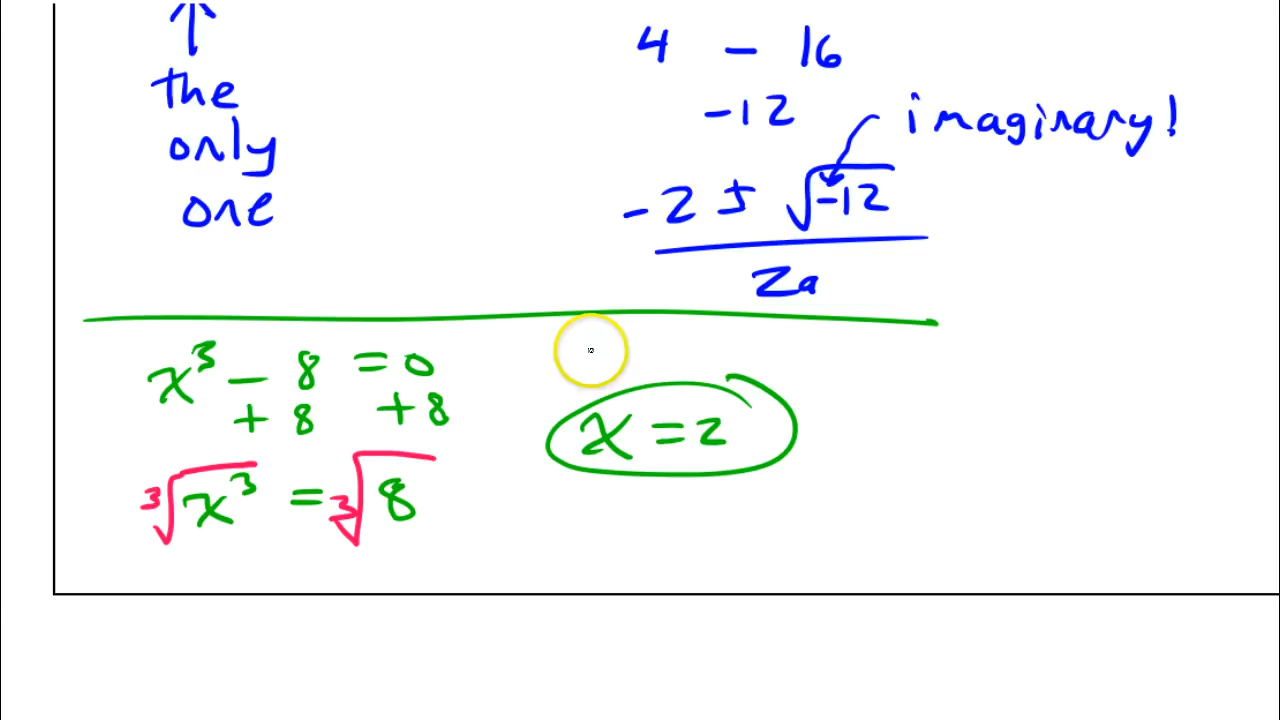 ↑
the
only
one
4 - 16
-12
imaginary!
-2 ± √-12
2a
x³ - 8 = 0
+ 8 +8
∛x³ = ∛8
x = 2